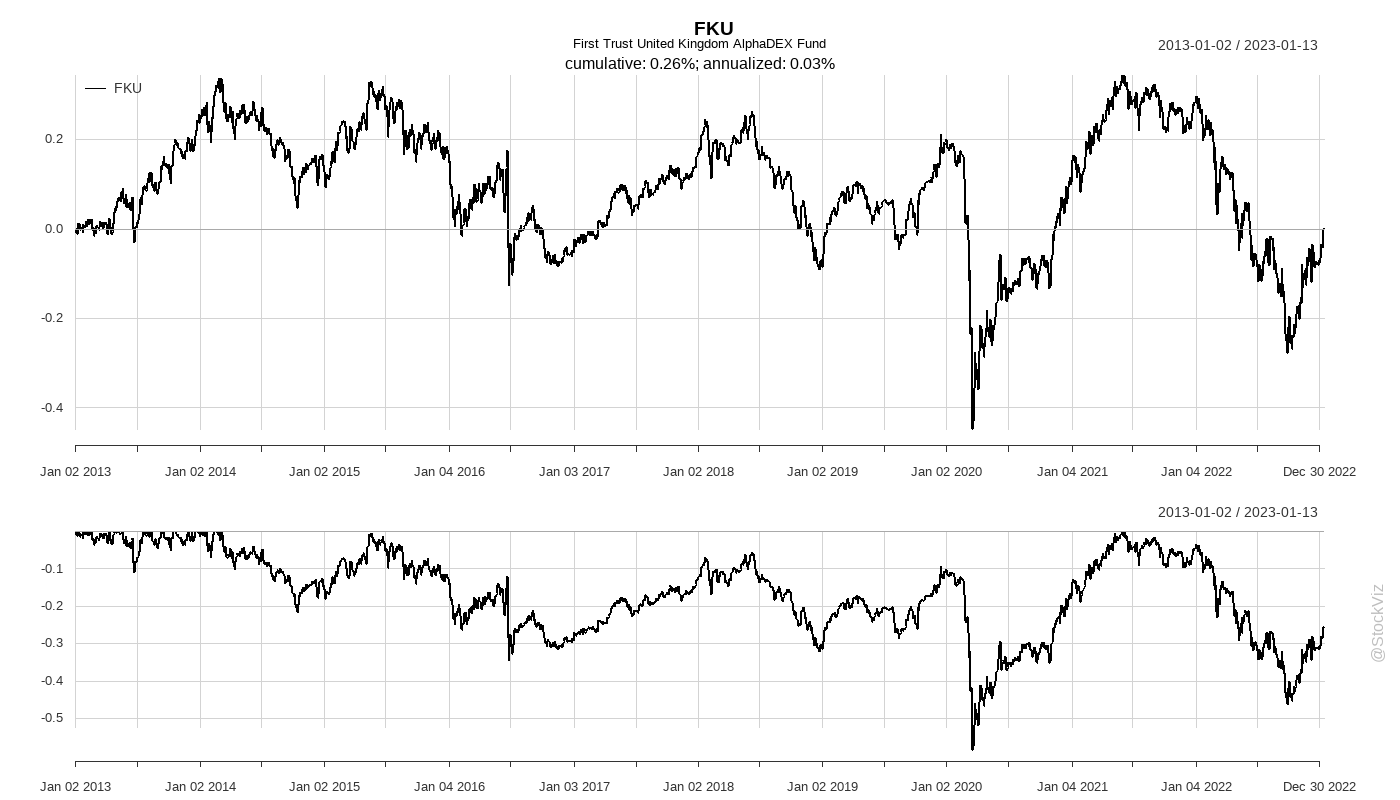 FKU
First Trust United Kingdom AlphaDEX Fund
cumulative: 0.26%; annualized: 0.03%
2013-01-02 / 2023-01-13
FKU
0.2
0.0
-0.2
-0.4
Jan 02 2013 Jan 02 2014 Jan 02 2015 Jan 04 2016 Jan 03 2017 Jan 02 2018 Jan 02 2019 Jan 02 2020 Jan 04 2021 Jan 04 2022 Dec 30 2022
2013-01-02 / 2023-01-13
-0.1
-0.2
-0.3
-0.4
-0.5
Jan 02 2013 Jan 02 2014 Jan 02 2015 Jan 04 2016 Jan 03 2017 Jan 02 2018 Jan 02 2019 Jan 02 2020 Jan 04 2021 Jan 04 2022 Dec 30 2022
@StockViz